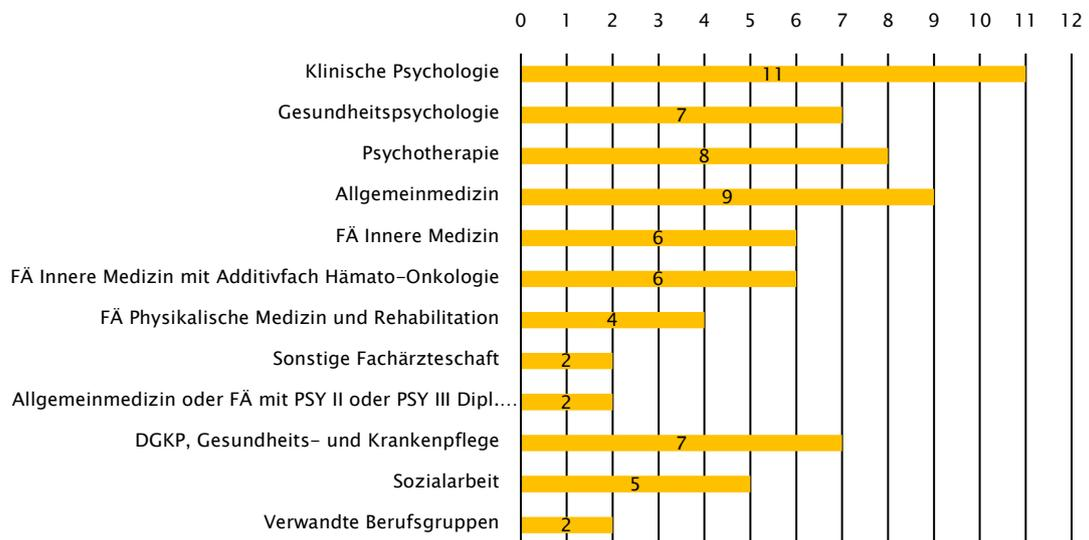 0 1 2 3 4 5 6 7 8 9 10 11 12
Klinische Psychologie 11
Gesundheitspsychologie 7
Psychotherapie 8
Allgemeinmedizin 9
FÄ Innere Medizin 6
FÄ Innere Medizin mit Additivfach Hämato-Onkologie 6
FÄ Physikalische Medizin und Rehabilitation 4
Sonstige Fachärzteschaft 2
Allgemeinmedizin oder FÄ mit PSY II oder PSY III Dipl.... 2
DGKP, Gesundheits- und Krankenpflege 7
Sozialarbeit 5
Verwandte Berufsgruppen 2